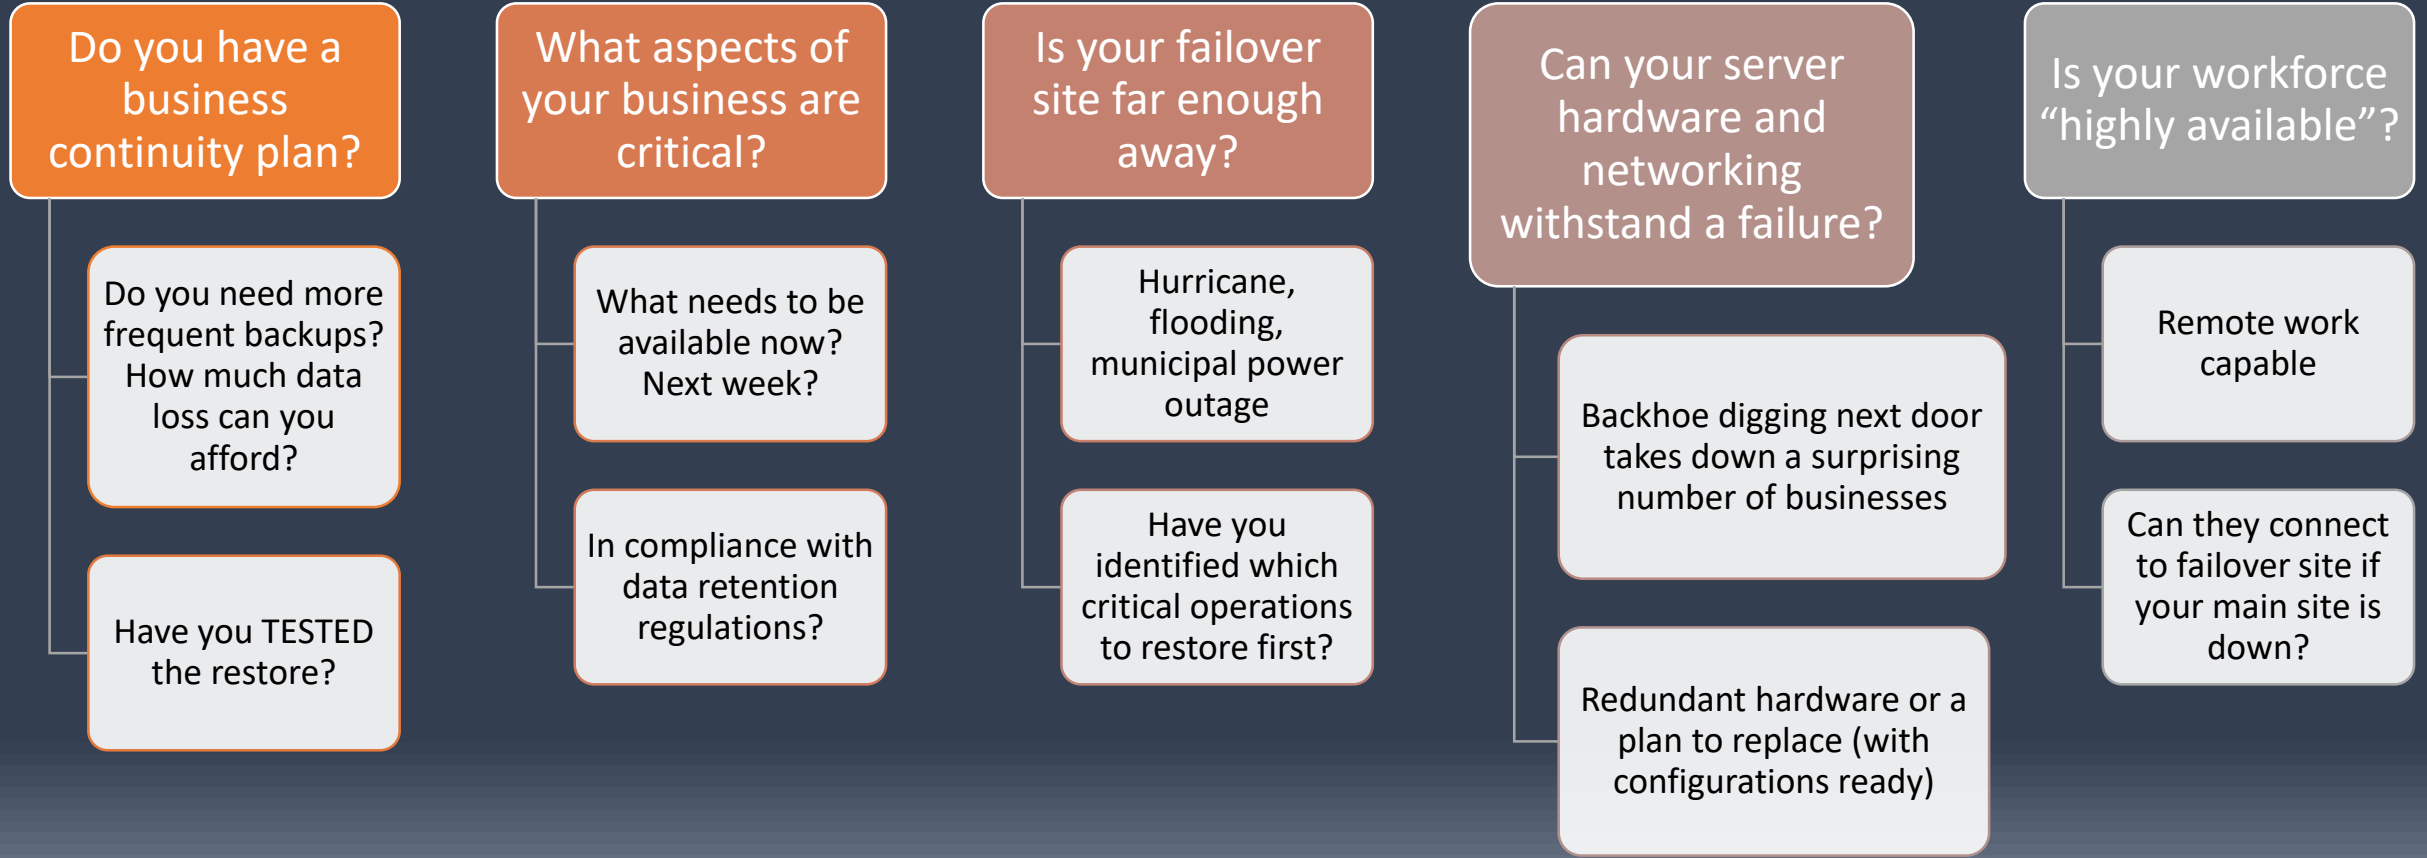 Do you have a
business
continuity plan?
Do you need more
frequent backups?
How much data
loss can you
afford?
Have you TESTED
the restore?
What aspects of
your business are
critical?
What needs to be
available now?
Next week?
In compliance with
data retention
regulations?
Is your failover
site far enough
away?
Hurricane,
flooding,
municipal power
outage
Have you
identified which
critical operations
to restore first?
Can your server
hardware and
networking
withstand a failure?
Backhoe digging next door
takes down a surprising
number of businesses
Redundant hardware or a
plan to replace (with
configurations ready)
Is your workforce
“highly available”?
Remote work
capable
Can they connect
to failover site if
your main site is
down?